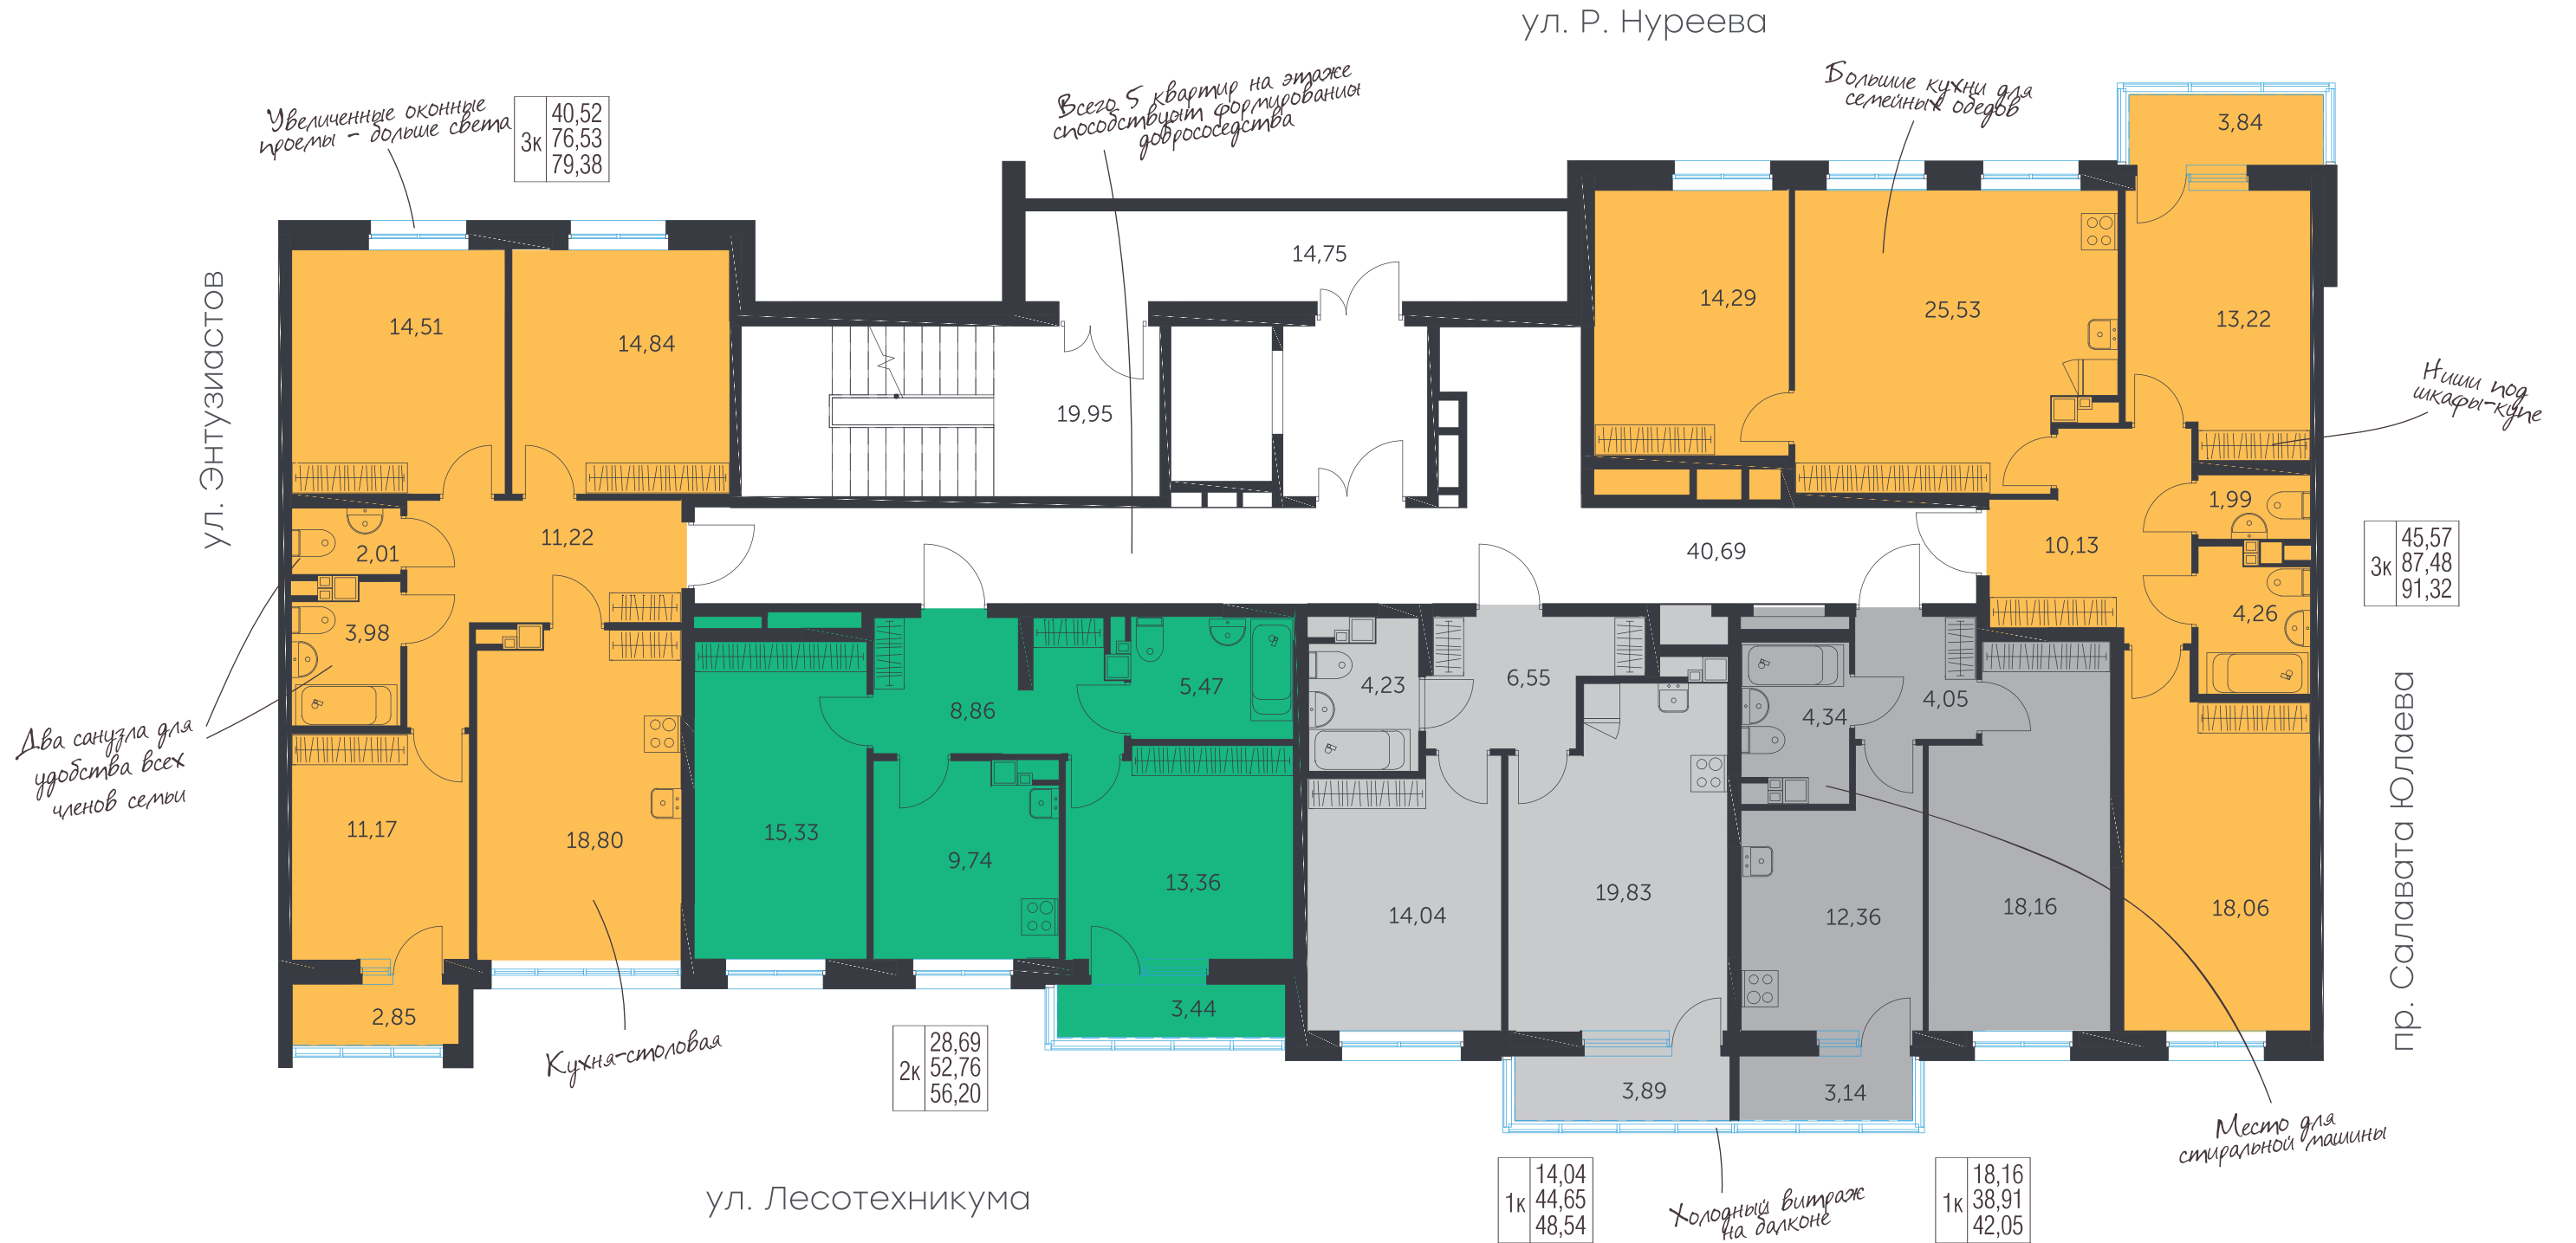 ул. Р. Нуреева
Увеличенные оконные
проемы - больше света
3к
40,52
76,53
79,38
Всего 5 квартир на этаже
способствует формированию
добрососедства
Большие кухни для
семейных обедов
3,84
ул. Энтузиастов
14,51
14,84
19,95
14,75
14,29
25,53
13,22
Ниши под
шкафы-купе
2,01
11,22
3,98
40,69
10,13
1,99
4,26
3к
45,57
87,48
91,32
Два санузла для
удобства всех
членов семьи
11,17
18,80
8,86
5,47
15,33
9,74
13,36
4,23
6,55
4,34
4,05
14,04
19,83
12,36
18,16
18,06
пр. Салавата Юлаева
2,85
3,44
3,89
3,14
Кухня-столовая
2к
28,69
52,76
56,20
Место для
стиральной машины
ул. Лесотехникума
1к
14,04
44,65
48,54
Холодный витраж
на балконе
1к
18,16
38,91
42,05